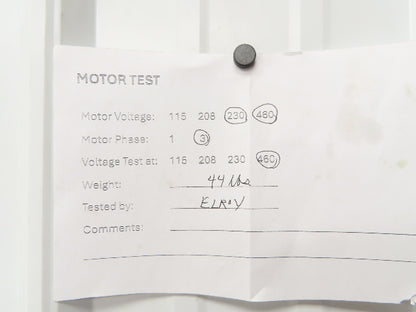 MOTOR TEST
Motor Voltage: 115 208 230 460
Motor Phase: 1 3
Voltage Test at: 115 208 230 460
Weight: 44 lbs
Tested by: ELROY
Comments: